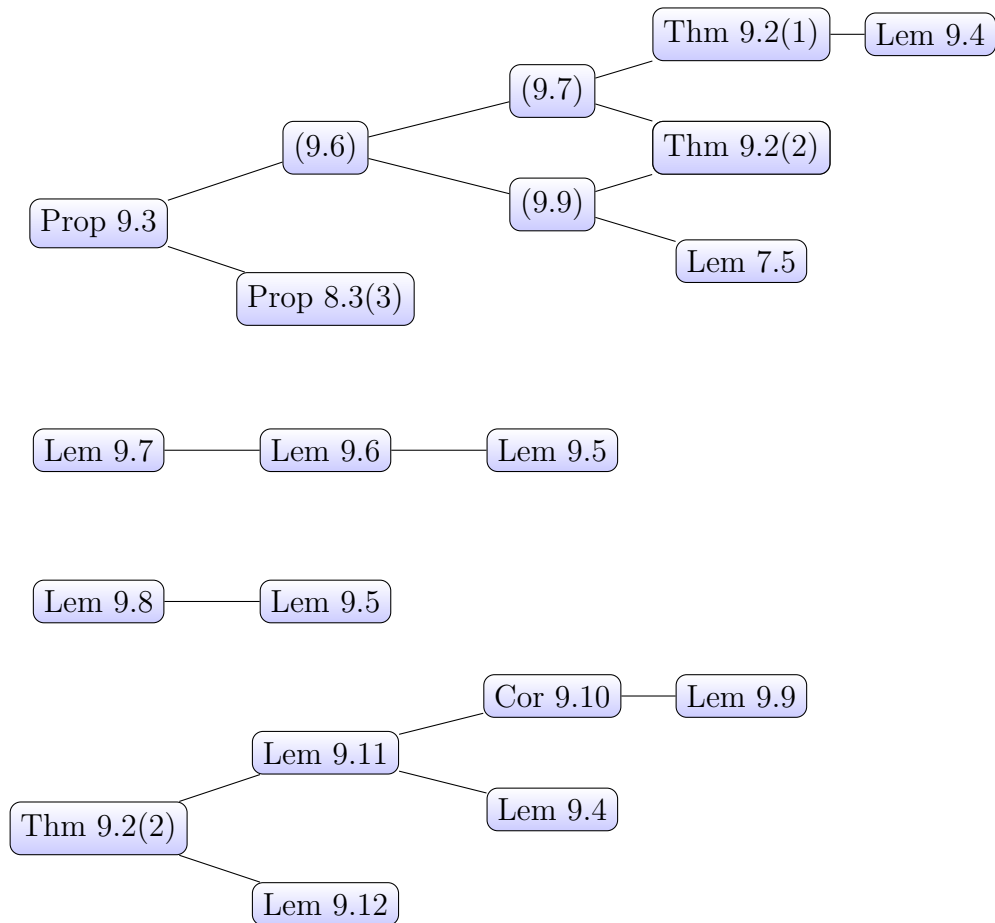 Thm 9.2(1)
Lem 9.4
(9.7)
(9.6)
Thm 9.2(2)
(9.9)
Prop 9.3
Lem 7.5
Prop 8.3(3)
Lem 9.7
Lem 9.6
Lem 9.5
Lem 9.8
Lem 9.5
Cor 9.10
Lem 9.9
Lem 9.11
Lem 9.4
Thm 9.2(2)
Lem 9.12